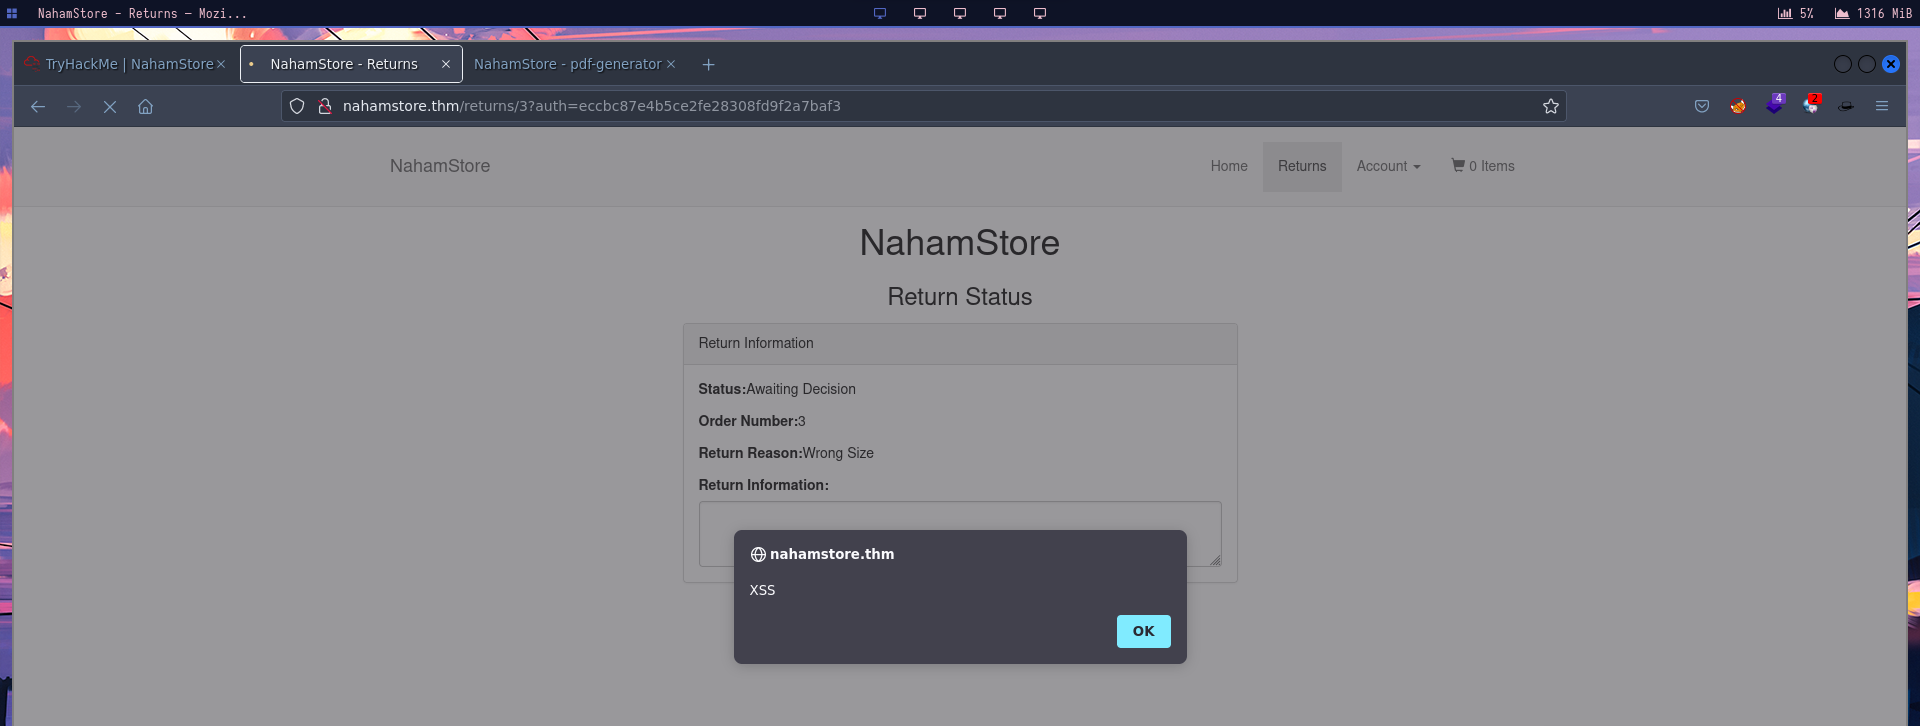 NahamStore - Returns — Mozi...
5%
1316 MiB
TryHackMe | NahamStore
NahamStore - Returns
NahamStore - pdf-generator
nahamstore.thm/returns/3?auth=eccbc87e4b5ce2fe28308fd9f2a7baf3
4
2
NahamStore
Home
Returns
Account
0 Items
NahamStore
Return Status
Return Information
Status:Awaiting Decision
Order Number:3
Return Reason:Wrong Size
Return Information:
nahamstore.thm
XSS
OK